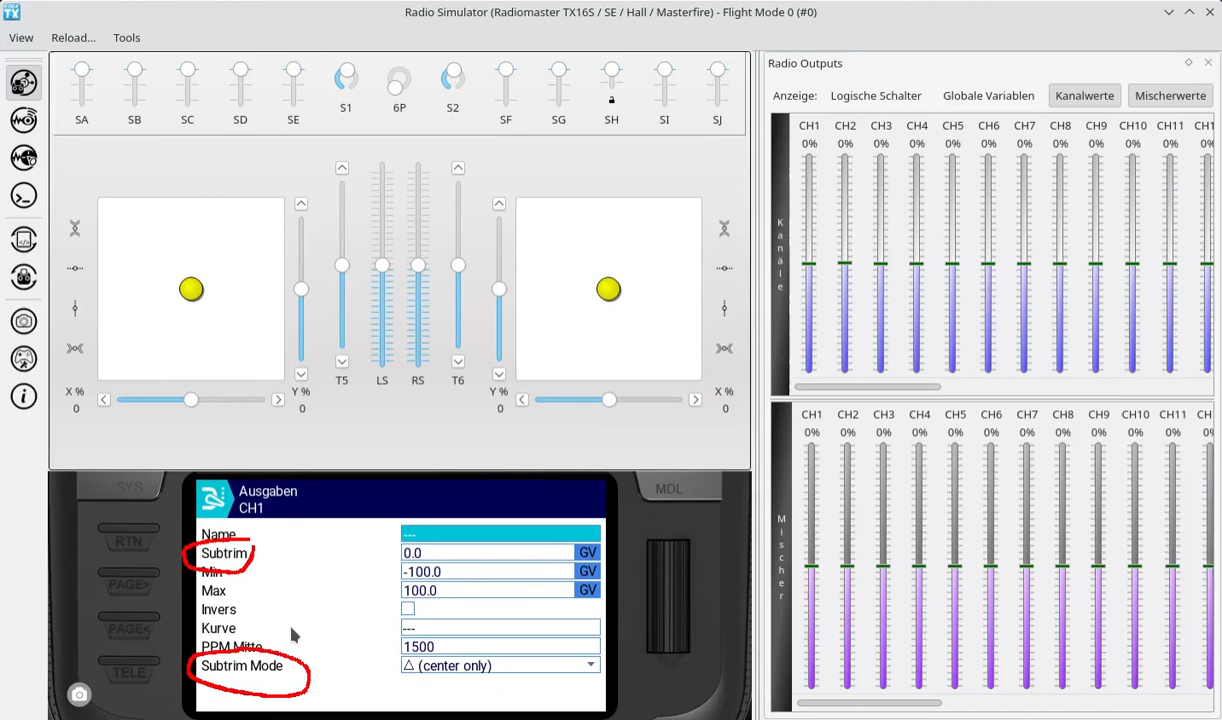 Radio Simulator (Radiomaster TX16S / SE / Hall / Masterfire) - Flight Mode 0 (#0)
View Reload... Tools
SA SB SC SD SE S1 6P S2 SF SG SH SI SJ
T5 LS RS T6
X % 0
Y % 0
Y % 0
X % 0
Radio Outputs
Anzeige: Logische Schalter Globale Variablen Kanalwerte Mischerwerte
CH1 CH2 CH3 CH4 CH5 CH6 CH7 CH8 CH9 CH10 CH11 CH1
0% 0% 0% 0% 0% 0% 0% 0% 0% 0% 0% 0%
Kanäle
CH1 CH2 CH3 CH4 CH5 CH6 CH7 CH8 CH9 CH10 CH11 CH
0% 0% 0% 0% 0% 0% 0% 0% 0% 0% 0% 0%
Mischer
SYS
RTN
PAGE>
PAGE<
TELE
MDL
Ausgaben
CH1
Name ---
Subtrim 0.0 GV
Min -100.0 GV
Max 100.0 GV
Invers
Kurve ---
PPM Mitte 1500
Subtrim Mode △ (center only)